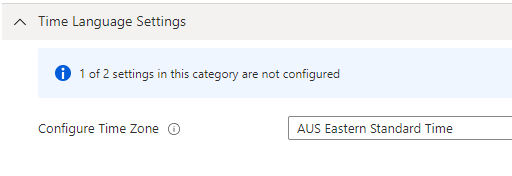 Time Language Settings
1 of 2 settings in this category are not configured
Configure Time Zone
AUS Eastern Standard Time